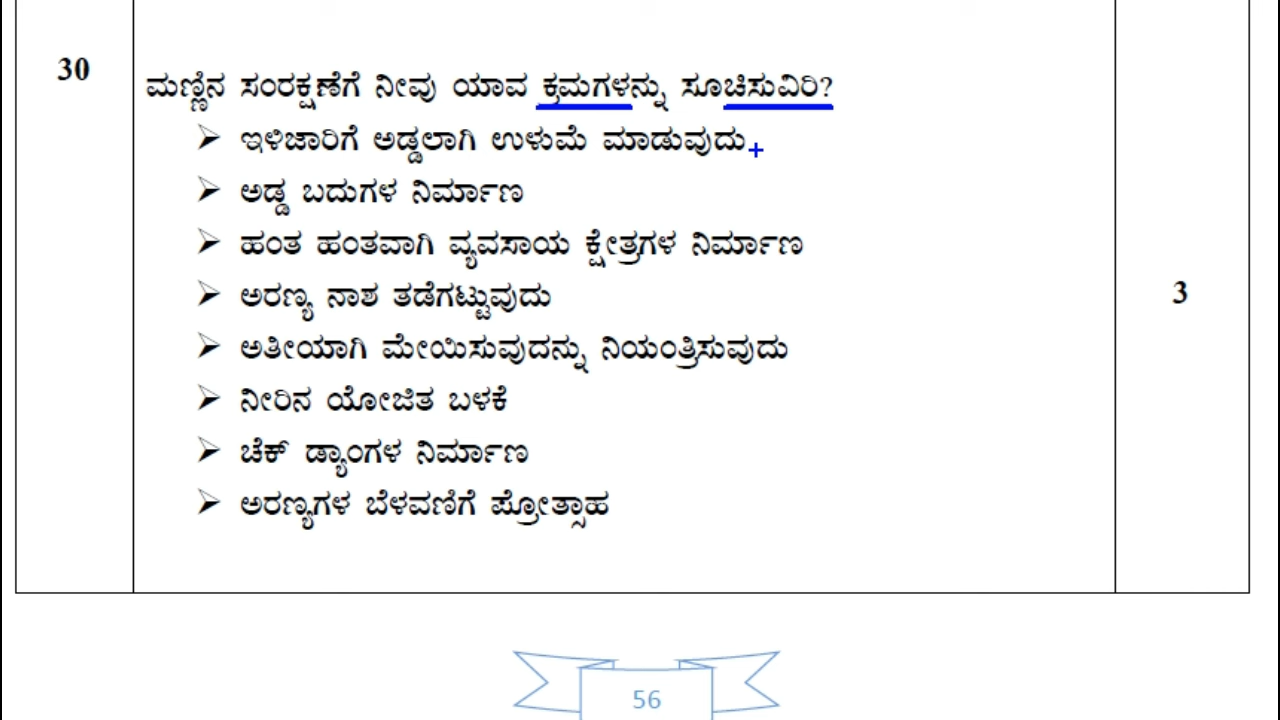 30
ಮಣ್ಣಿನ ಸಂರಕ್ಷಣೆಗೆ ನೀವು ಯಾವ ಕ್ರಮಗಳನ್ನು ಸೂಚಿಸುವಿರಿ?
➤ ಇಳಿಜಾರಿಗೆ ಅಡ್ಡಲಾಗಿ ಉಳುಮೆ ಮಾಡುವುದು
➤ ಅಡ್ಡ ಬದುಗಳ ನಿರ್ಮಾಣ
➤ ಹಂತ ಹಂತವಾಗಿ ವ್ಯವಸಾಯ ಕ್ಷೇತ್ರಗಳ ನಿರ್ಮಾಣ
➤ ಅರಣ್ಯ ನಾಶ ತಡೆಗಟ್ಟುವುದು
3
➤ ಅತೀಯಾಗಿ ಮೇಯಿಸುವುದನ್ನು ನಿಯಂತ್ರಿಸುವುದು
➤ ನೀರಿನ ಯೋಜಿತ ಬಳಕೆ
➤ ಚೆಕ್ ಡ್ಯಾಂಗಳ ನಿರ್ಮಾಣ
➤ ಅರಣ್ಯಗಳ ಬೆಳವಣಿಗೆ ಪ್ರೋತ್ಸಾಹ
56